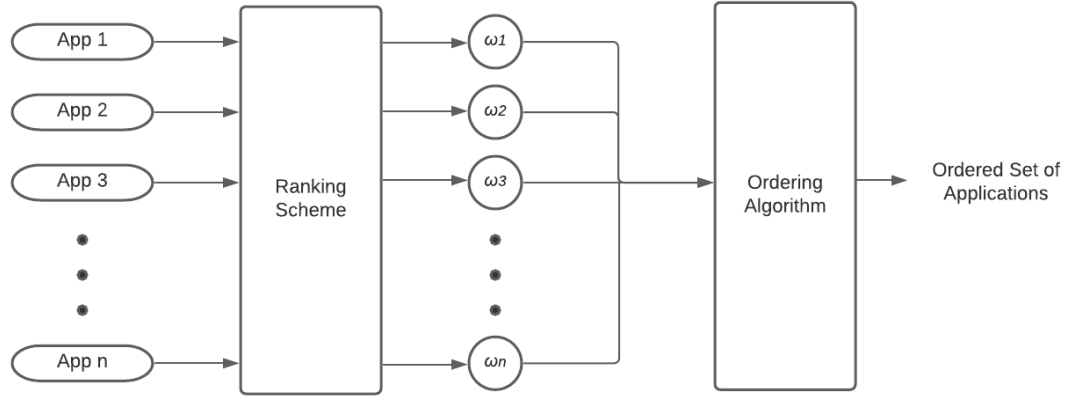 App 1
App 2
App 3
App n
Ranking
Scheme
ω1
ω2
ω3
ωn
Ordering
Algorithm
Ordered Set of
Applications